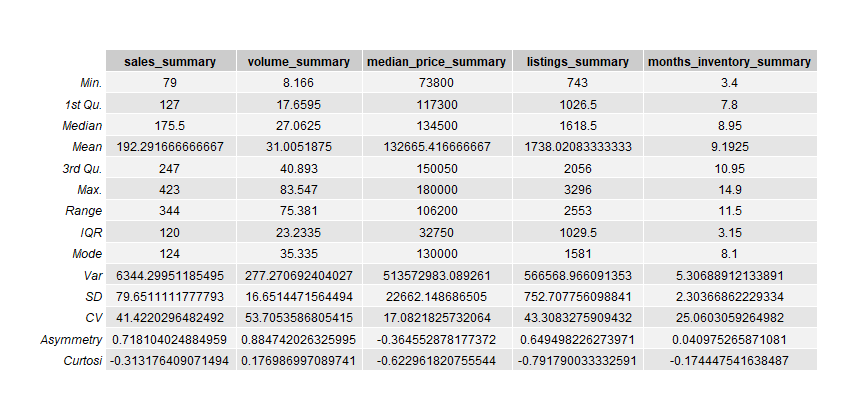 sales_summary volume_summary median_price_summary listings_summary months_inventory_summary
Min. 79 8.166 73800 743 3.4
1st Qu. 127 17.6595 117300 1026.5 7.8
Median 175.5 27.0625 134500 1618.5 8.95
Mean 192.291666666667 31.0051875 132665.416666667 1738.02083333333 9.1925
3rd Qu. 247 40.893 150050 2056 10.95
Max. 423 83.547 180000 3296 14.9
Range 344 75.381 106200 2553 11.5
IQR 120 23.2335 32750 1029.5 3.15
Mode 124 35.335 130000 1581 8.1
Var 6344.29951185495 277.270692404027 513572983.089261 566568.966091353 5.30688912133891
SD 79.6511111777793 16.6514471564494 22662.148686505 752.707756098841 2.30366862229334
CV 41.4220296482492 53.7053586805415 17.0821825732064 43.3083275909432 25.0603059264982
Asymmetry 0.718104024884959 0.884742026325995 -0.364552878177372 0.649498226273971 0.040975265871081
Curtosi -0.313176409071494 0.176986997089741 -0.622961820755544 -0.791790033332591 -0.174447541638487